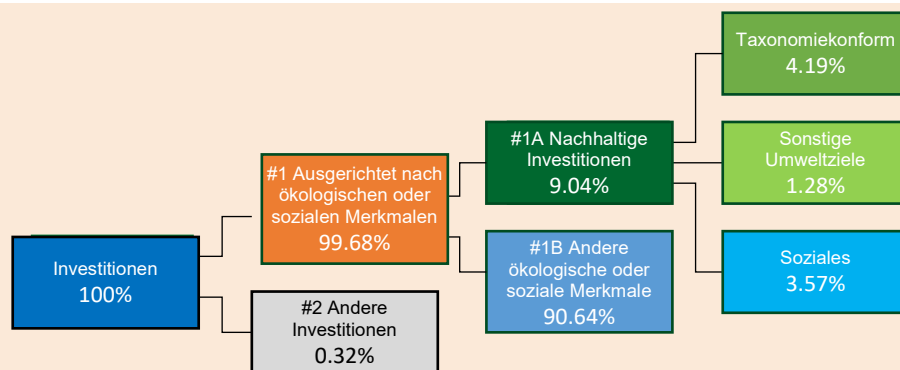 Investitionen
100%
#1 Ausgerichtet nach
ökologischen oder
sozialen Merkmalen
99.68%
#2 Andere
Investitionen
0.32%
#1A Nachhaltige
Investitionen
9.04%
#1B Andere
ökologische oder
soziale Merkmale
90.64%
Taxonomiekonform
4.19%
Sonstige
Umweltziele
1.28%
Soziales
3.57%